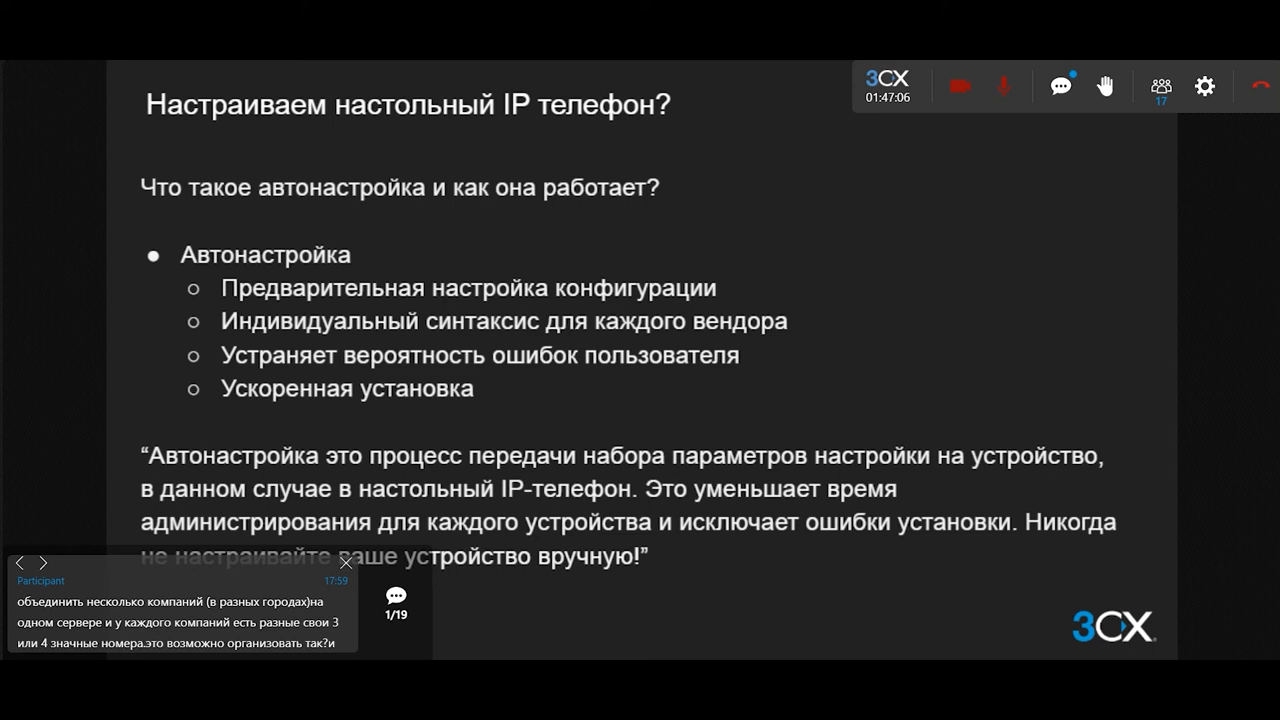 Настраиваем настольный IP телефон?
3CX
01:47:06
17
Что такое автонастройка и как она работает?
● Автонастройка
○ Предварительная настройка конфигурации
○ Индивидуальный синтаксис для каждого вендора
○ Устраняет вероятность ошибок пользователя
○ Ускоренная установка
“Автонастройка это процесс передачи набора параметров настройки на устройство,
в данном случае в настольный IP-телефон. Это уменьшает время
администрирования для каждого устройства и исключает ошибки установки. Никогда
не настраивайте ваше устройство вручную!”
Participant 17:59
объединить несколько компаний (в разных городах)на
одном сервере и у каждого компаний есть разные свои 3
или 4 значные номера.это возможно организовать так?и
1/19
3CX